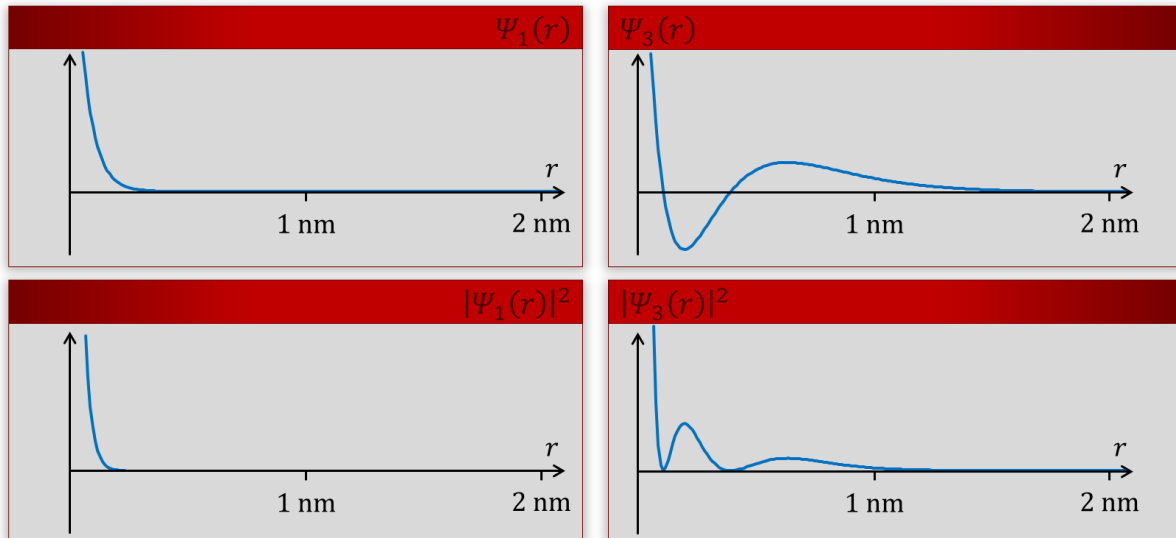 Ψ₁(r)
r
1 nm
2 nm
Ψ₃(r)
r
1 nm
2 nm
|Ψ₁(r)|²
r
1 nm
2 nm
|Ψ₃(r)|²
r
1 nm
2 nm